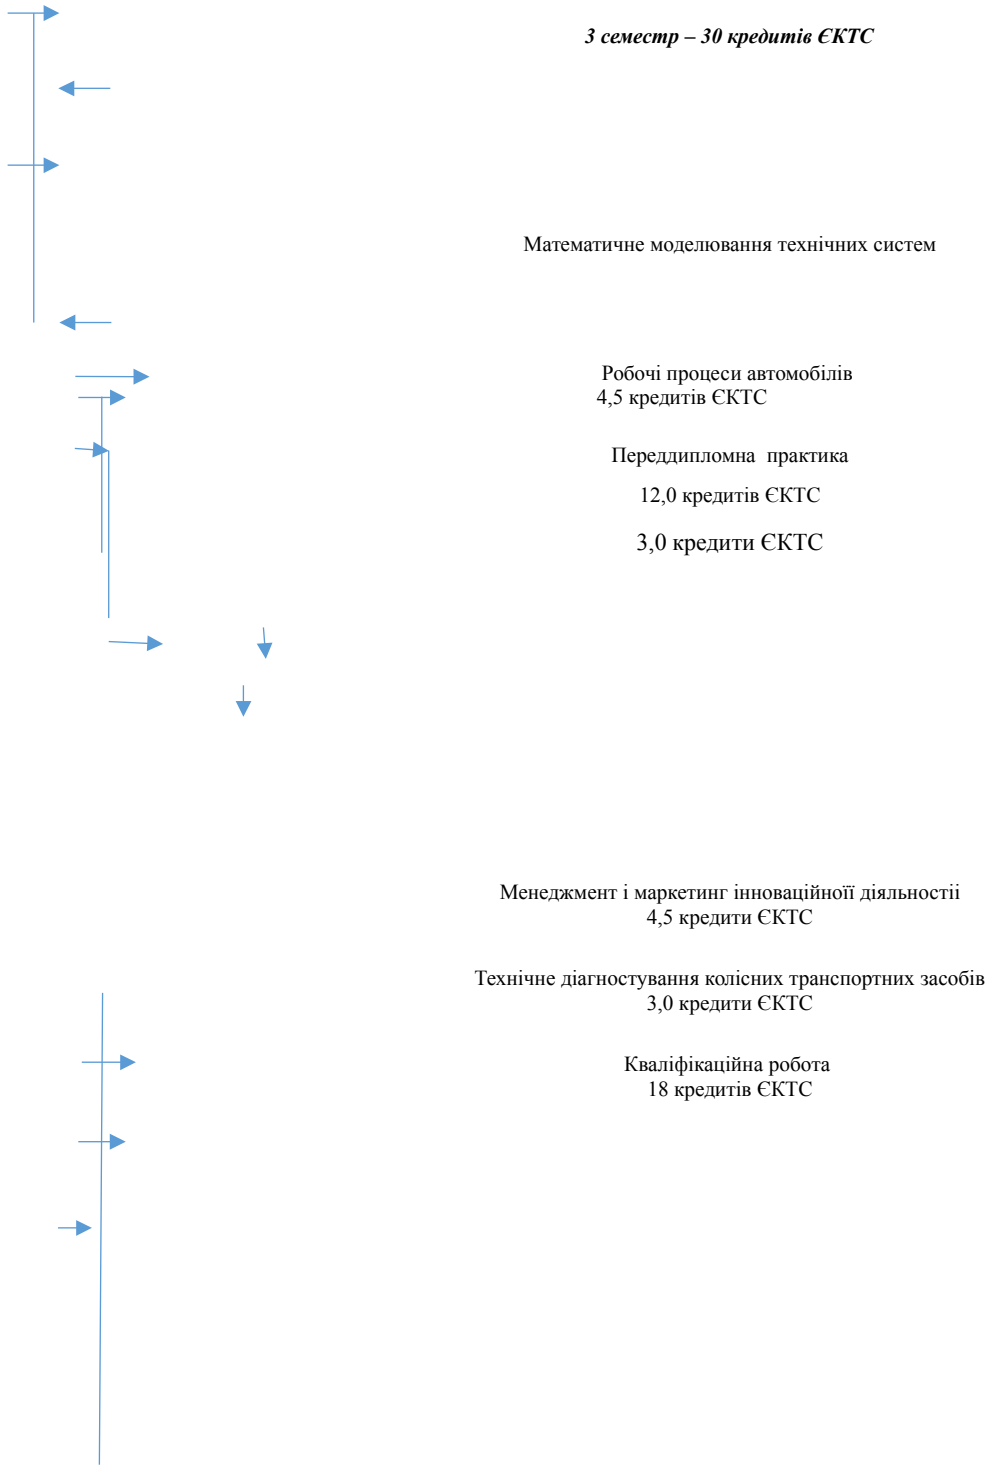 3 семестр – 30 кредитів ЄКТС
Математичне моделювання технічних систем
Робочі процеси автомобілів
4,5 кредитів ЄКТС
Переддипломна практика
12,0 кредитів ЄКТС
3,0 кредити ЄКТС
Менеджмент і маркетинг інноваційноїї діяльностіі
4,5 кредити ЄКТС
Технічне діагностування колісних транспортних засобів
3,0 кредити ЄКТС
Кваліфікаційна робота
18 кредитів ЄКТС